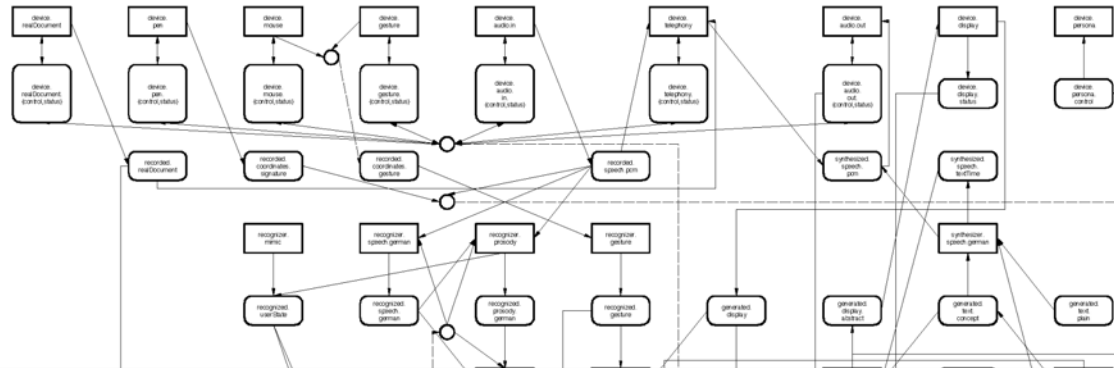 device.
realDocument
device.
pen
device.
mouse
device.
gesture
device.
audio.in
device.
telephony
device.
audio.out
device.
display
device.
persona
device.
realDocument.
(control,status)
device.
pen.
(control,status)
device.
mouse.
(control,status)
device.
gesture.
(control,status)
device.
audio.
in.
(control,status)
device.
telephony.
(control,status)
device.
audio.
out.
(control,status)
device.
display.
status
device.
persona.
control
recorded.
realDocument
recorded.
coordinates.
signature
recorded.
coordinates.
gesture
recorded.
speech.pcm
synthesized.
speech.
pcm
synthesized.
speech.
textTime
recognizer.
mimic
recognizer.
speech.german
recognizer.
prosody
recognizer.
gesture
synthesizer.
speech.german
recognized.
userState
recognized.
speech.
german
recognized.
prosody.
german
recognized.
gesture
generated.
display
generated.
display.
abstract
generated.
text.
concept
generated.
text.
plain